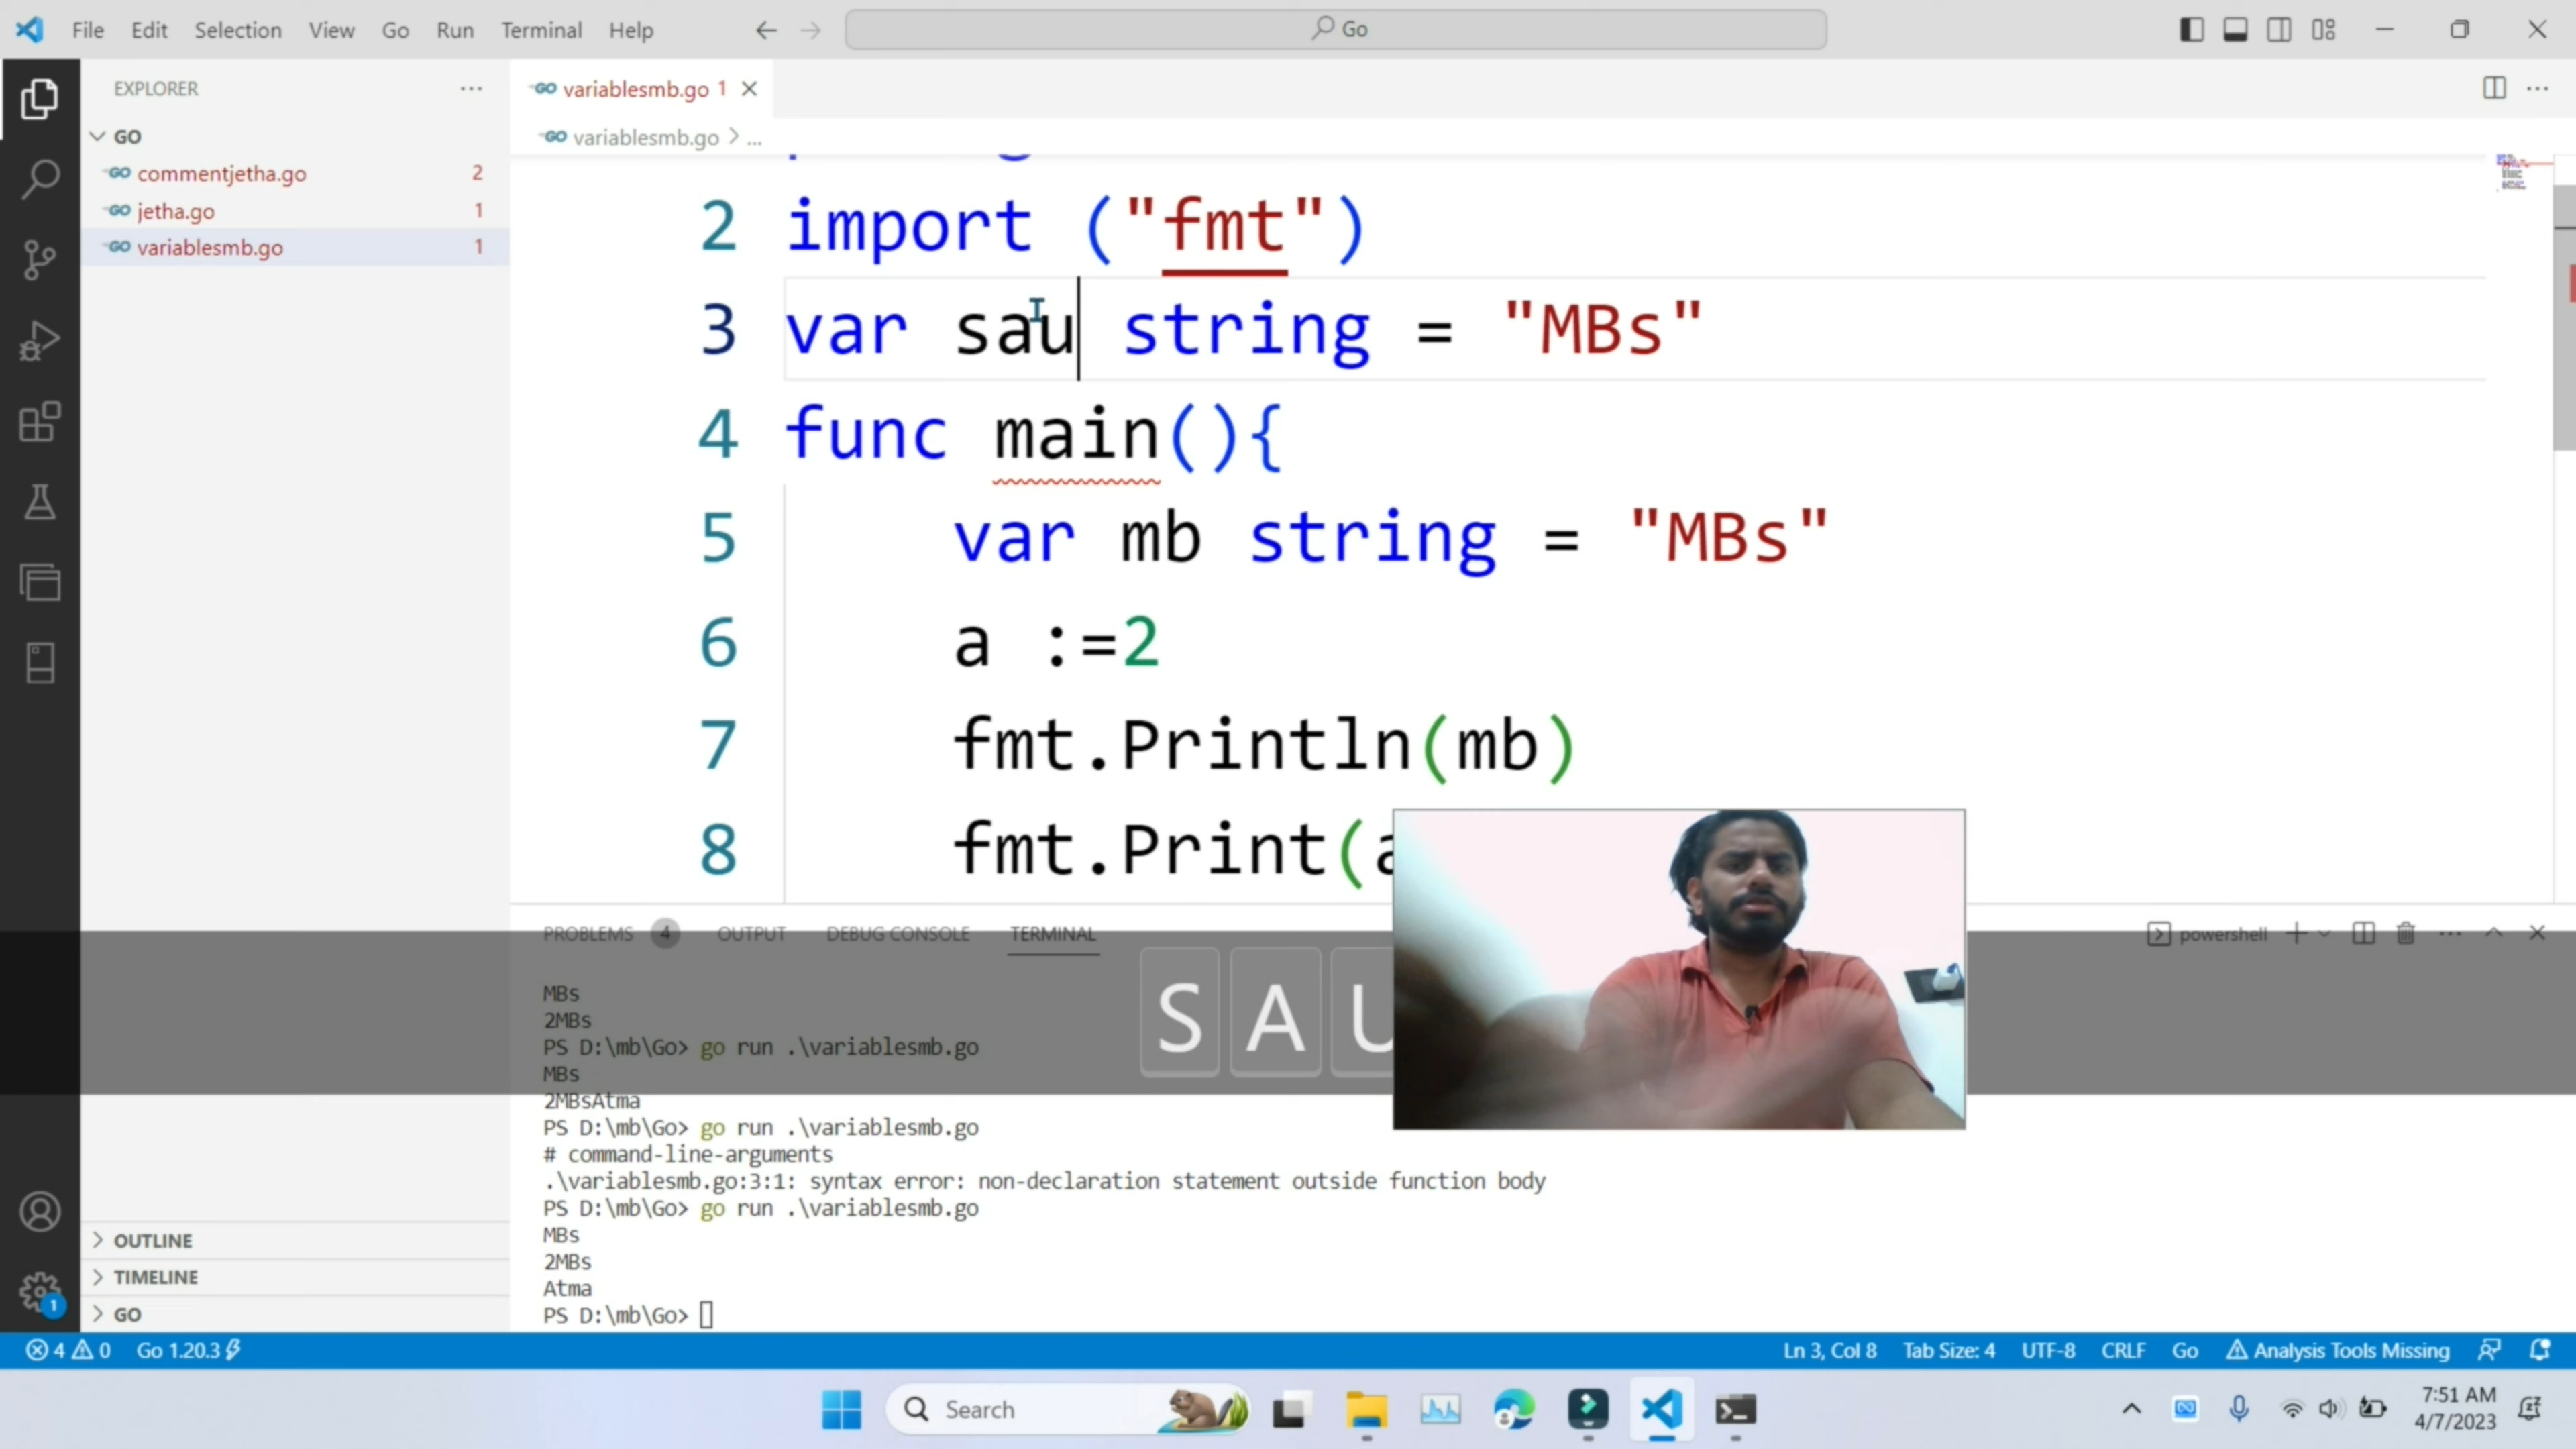 File Edit Selection View Go Run Terminal Help
Go
EXPLORER
variablesmb.go 1
GO
variablesmb.go > ...
commentjetha.go 2
jetha.go 1
variablesmb.go 1
2 import ("fmt")
3 var sau string = "MBs"
4 func main(){
5 var mb string = "MBs"
6 a :=2
7 fmt.Println(mb)
8 fmt.Print(a
PROBLEMS 4 OUTPUT DEBUG CONSOLE TERMINAL
powershell
S A U
MBs
2MBs
PS D:\mb\Go> go run .\variablesmb.go
MBs
2MBsAtma
PS D:\mb\Go> go run .\variablesmb.go
# command-line-arguments
.\variablesmb.go:3:1: syntax error: non-declaration statement outside function body
PS D:\mb\Go> go run .\variablesmb.go
MBs
2MBs
Atma
PS D:\mb\Go>
OUTLINE
TIMELINE
GO
1
4 0 Go 1.20.3
Ln 3, Col 8 Tab Size: 4 UTF-8 CRLF Go Analysis Tools Missing
Search
7:51 AM
4/7/2023